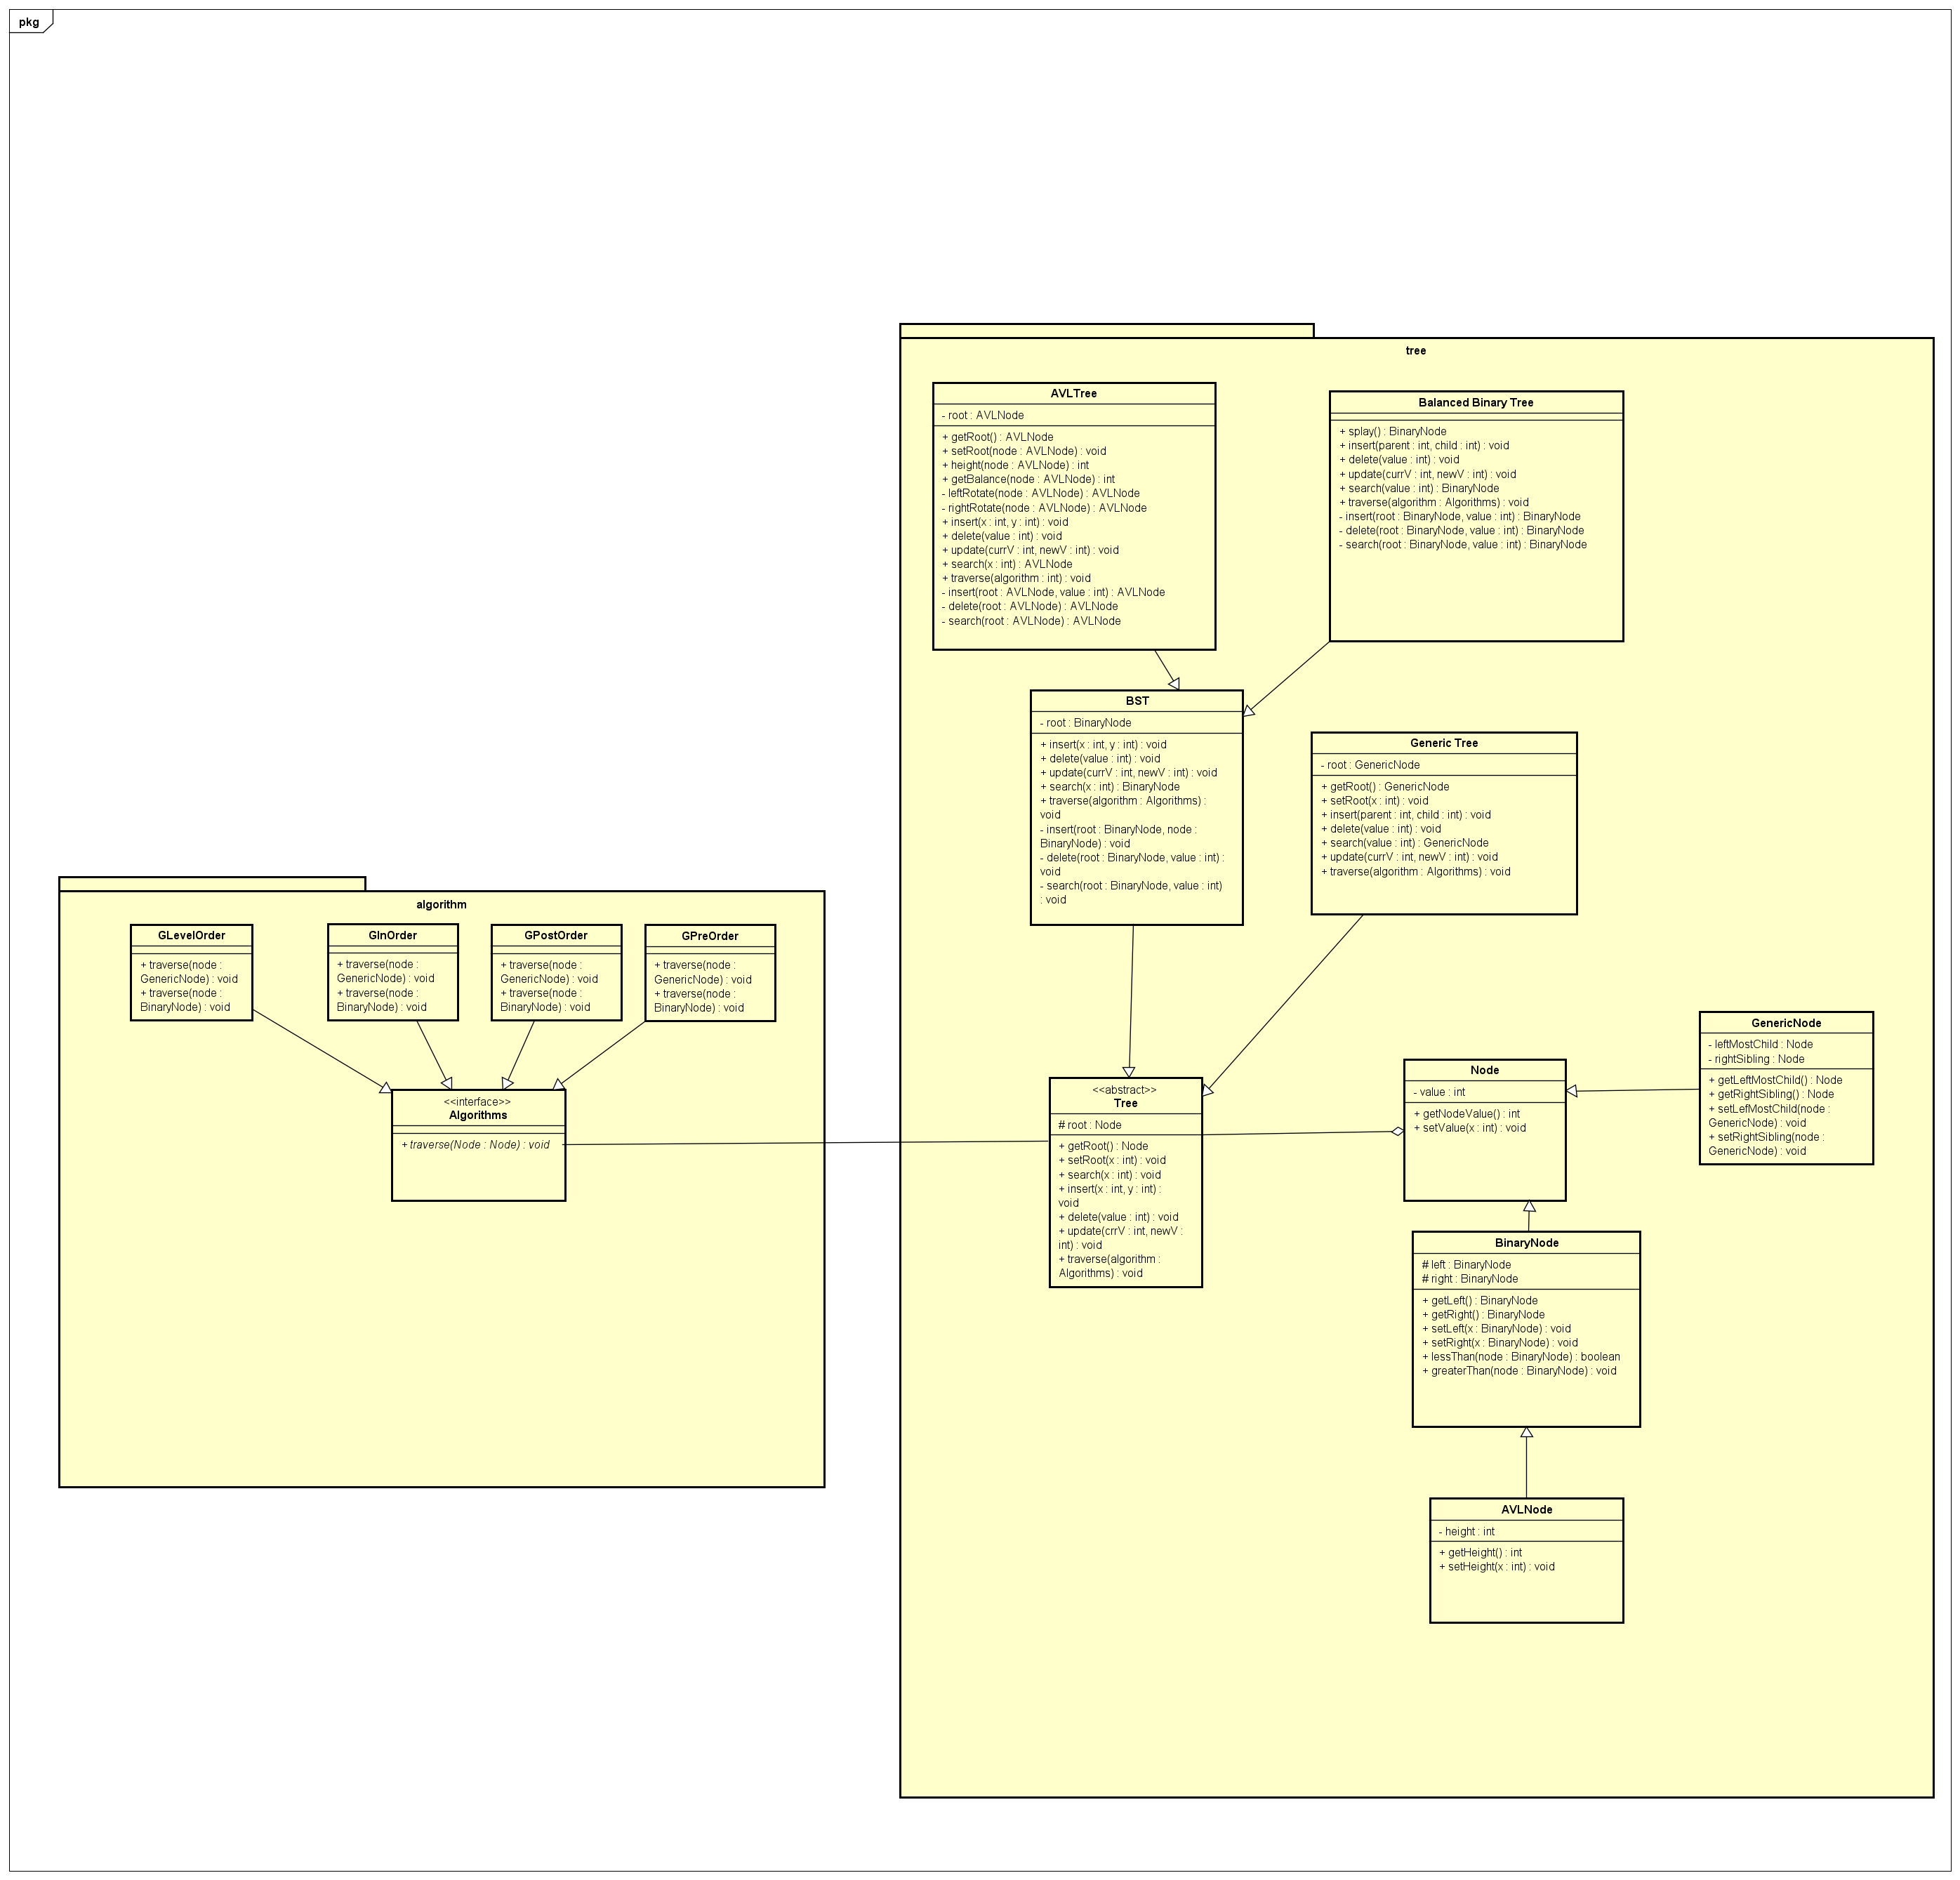 pkg
tree
AVLTree
- root : AVLNode
+ getRoot() : AVLNode
+ setRoot(node : AVLNode) : void
+ height(node : AVLNode) : int
+ getBalance(node : AVLNode) : int
- leftRotate(node : AVLNode) : AVLNode
- rightRotate(node : AVLNode) : AVLNode
+ insert(x : int, y : int) : void
+ delete(value : int) : void
+ update(currV : int, newV : int) : void
+ search(x : int) : AVLNode
+ traverse(algorithm : int) : void
- insert(root : AVLNode, value : int) : AVLNode
- delete(root : AVLNode) : AVLNode
- search(root : AVLNode) : AVLNode
Balanced Binary Tree
+ splay() : BinaryNode
+ insert(parent : int, child : int) : void
+ delete(value : int) : void
+ update(currV : int, newV : int) : void
+ search(value : int) : BinaryNode
+ traverse(algorithm : Algorithms) : void
- insert(root : BinaryNode, value : int) : BinaryNode
- delete(root : BinaryNode, value : int) : BinaryNode
- search(root : BinaryNode, value : int) : BinaryNode
BST
- root : BinaryNode
+ insert(x : int, y : int) : void
+ delete(value : int) : void
+ update(currV : int, newV : int) : void
+ search(x : int) : BinaryNode
+ traverse(algorithm : Algorithms) :
void
- insert(root : BinaryNode, node :
BinaryNode) : void
- delete(root : BinaryNode, value : int) :
void
- search(root : BinaryNode, value : int)
: void
Generic Tree
- root : GenericNode
+ getRoot() : GenericNode
+ setRoot(x : int) : void
+ insert(parent : int, child : int) : void
+ delete(value : int) : void
+ search(value : int) : GenericNode
+ update(currV : int, newV : int) : void
+ traverse(algorithm : Algorithms) : void
algorithm
GLevelOrder
+ traverse(node :
GenericNode) : void
+ traverse(node :
BinaryNode) : void
GInOrder
+ traverse(node :
GenericNode) : void
+ traverse(node :
BinaryNode) : void
GPostOrder
+ traverse(node :
GenericNode) : void
+ traverse(node :
BinaryNode) : void
GPreOrder
+ traverse(node :
GenericNode) : void
+ traverse(node :
BinaryNode) : void
<<interface>>
Algorithms
+ traverse(Node : Node) : void
<<abstract>>
Tree
# root : Node
+ getRoot() : Node
+ setRoot(x : int) : void
+ search(x : int) : void
+ insert(x : int, y : int) :
void
+ delete(value : int) : void
+ update(crrV : int, newV :
int) : void
+ traverse(algorithm :
Algorithms) : void
Node
- value : int
+ getNodeValue() : int
+ setValue(x : int) : void
GenericNode
- leftMostChild : Node
- rightSibling : Node
+ getLeftMostChild() : Node
+ getRightSibling() : Node
+ setLefMostChild(node :
GenericNode) : void
+ setRightSibling(node :
GenericNode) : void
BinaryNode
# left : BinaryNode
# right : BinaryNode
+ getLeft() : BinaryNode
+ getRight() : BinaryNode
+ setLeft(x : BinaryNode) : void
+ setRight(x : BinaryNode) : void
+ lessThan(node : BinaryNode) : boolean
+ greaterThan(node : BinaryNode) : void
AVLNode
- height : int
+ getHeight() : int
+ setHeight(x : int) : void